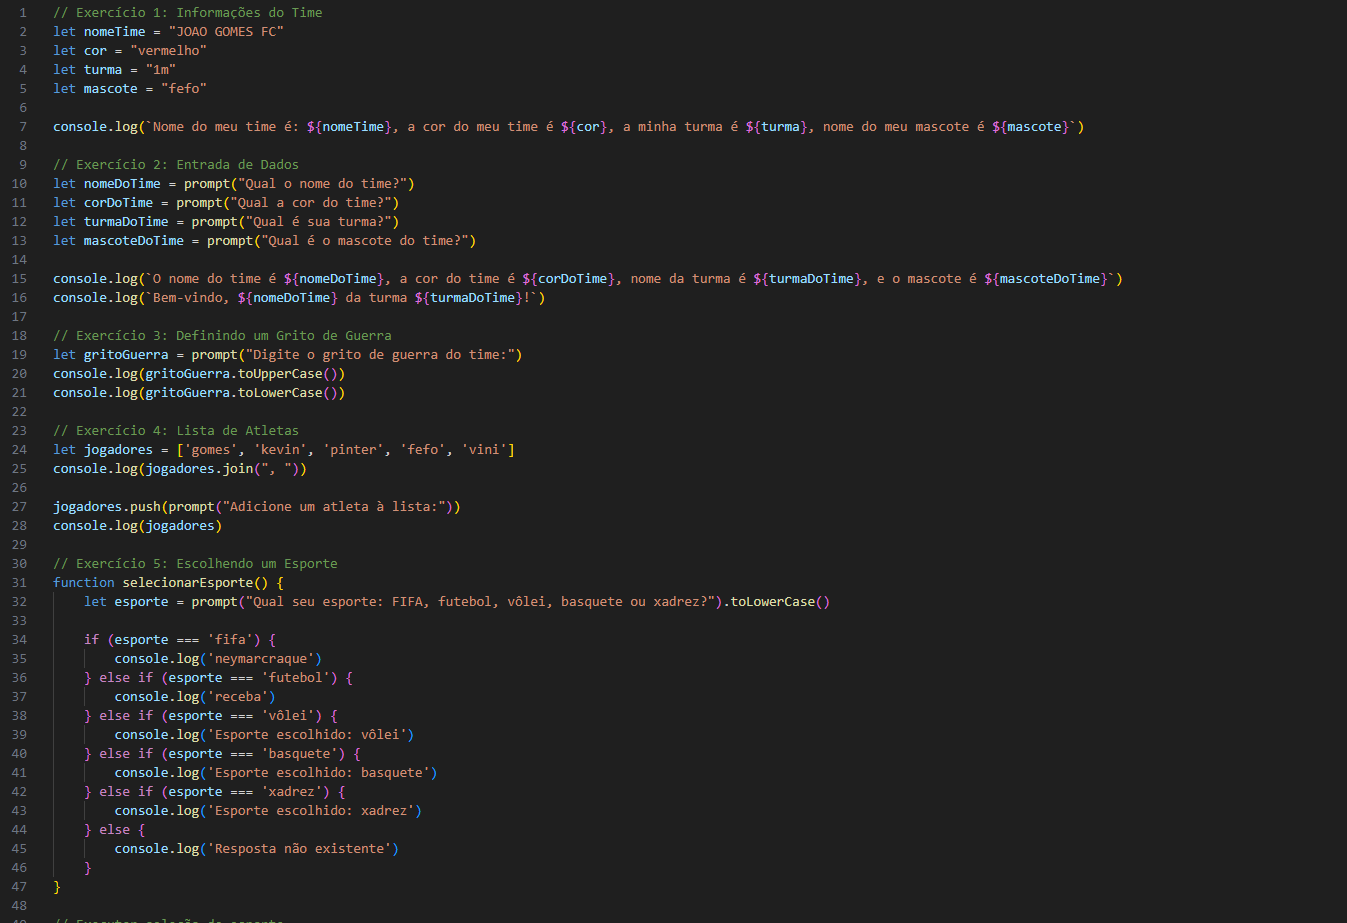 1 // Exercício 1: Informações do Time
2 let nomeTime = "JOAO GOMES FC"
3 let cor = "vermelho"
4 let turma = "1m"
5 let mascote = "fefo"
6
7 console.log(`Nome do meu time é: ${nomeTime}, a cor do meu time é ${cor}, a minha turma é ${turma}, nome do meu mascote é ${mascote}`)
8
9 // Exercício 2: Entrada de Dados
10 let nomeDoTime = prompt("Qual o nome do time?")
11 let corDoTime = prompt("Qual a cor do time?")
12 let turmaDoTime = prompt("Qual é sua turma?")
13 let mascoteDoTime = prompt("Qual é o mascote do time?")
14
15 console.log(`O nome do time é ${nomeDoTime}, a cor do time é ${corDoTime}, nome da turma é ${turmaDoTime}, e o mascote é ${mascoteDoTime}`)
16 console.log(`Bem-vindo, ${nomeDoTime} da turma ${turmaDoTime}!`)
17
18 // Exercício 3: Definindo um Grito de Guerra
19 let gritoGuerra = prompt("Digite o grito de guerra do time:")
20 console.log(gritoGuerra.toUpperCase())
21 console.log(gritoGuerra.toLowerCase())
22
23 // Exercício 4: Lista de Atletas
24 let jogadores = ['gomes', 'kevin', 'pinter', 'fefo', 'vini']
25 console.log(jogadores.join(", "))
26
27 jogadores.push(prompt("Adicione um atleta à lista:"))
28 console.log(jogadores)
29
30 // Exercício 5: Escolhendo um Esporte
31 function selecionarEsporte() {
32 let esporte = prompt("Qual seu esporte: FIFA, futebol, vôlei, basquete ou xadrez?").toLowerCase()
33
34 if (esporte === 'fifa') {
35 console.log('neymarcraque')
36 } else if (esporte === 'futebol') {
37 console.log('receba')
38 } else if (esporte === 'vôlei') {
39 console.log('Esporte escolhido: vôlei')
40 } else if (esporte === 'basquete') {
41 console.log('Esporte escolhido: basquete')
42 } else if (esporte === 'xadrez') {
43 console.log('Esporte escolhido: xadrez')
44 } else {
45 console.log('Resposta não existente')
46 }
47 }
48